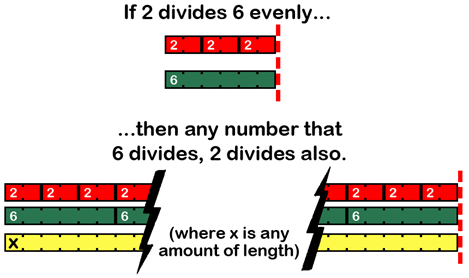 If 2 divides 6 evenly...
2 2 2
6
...then any number that
6 divides, 2 divides also.
2 2 2 2 2 2 2
6 6 6
x
(where x is any
amount of length)